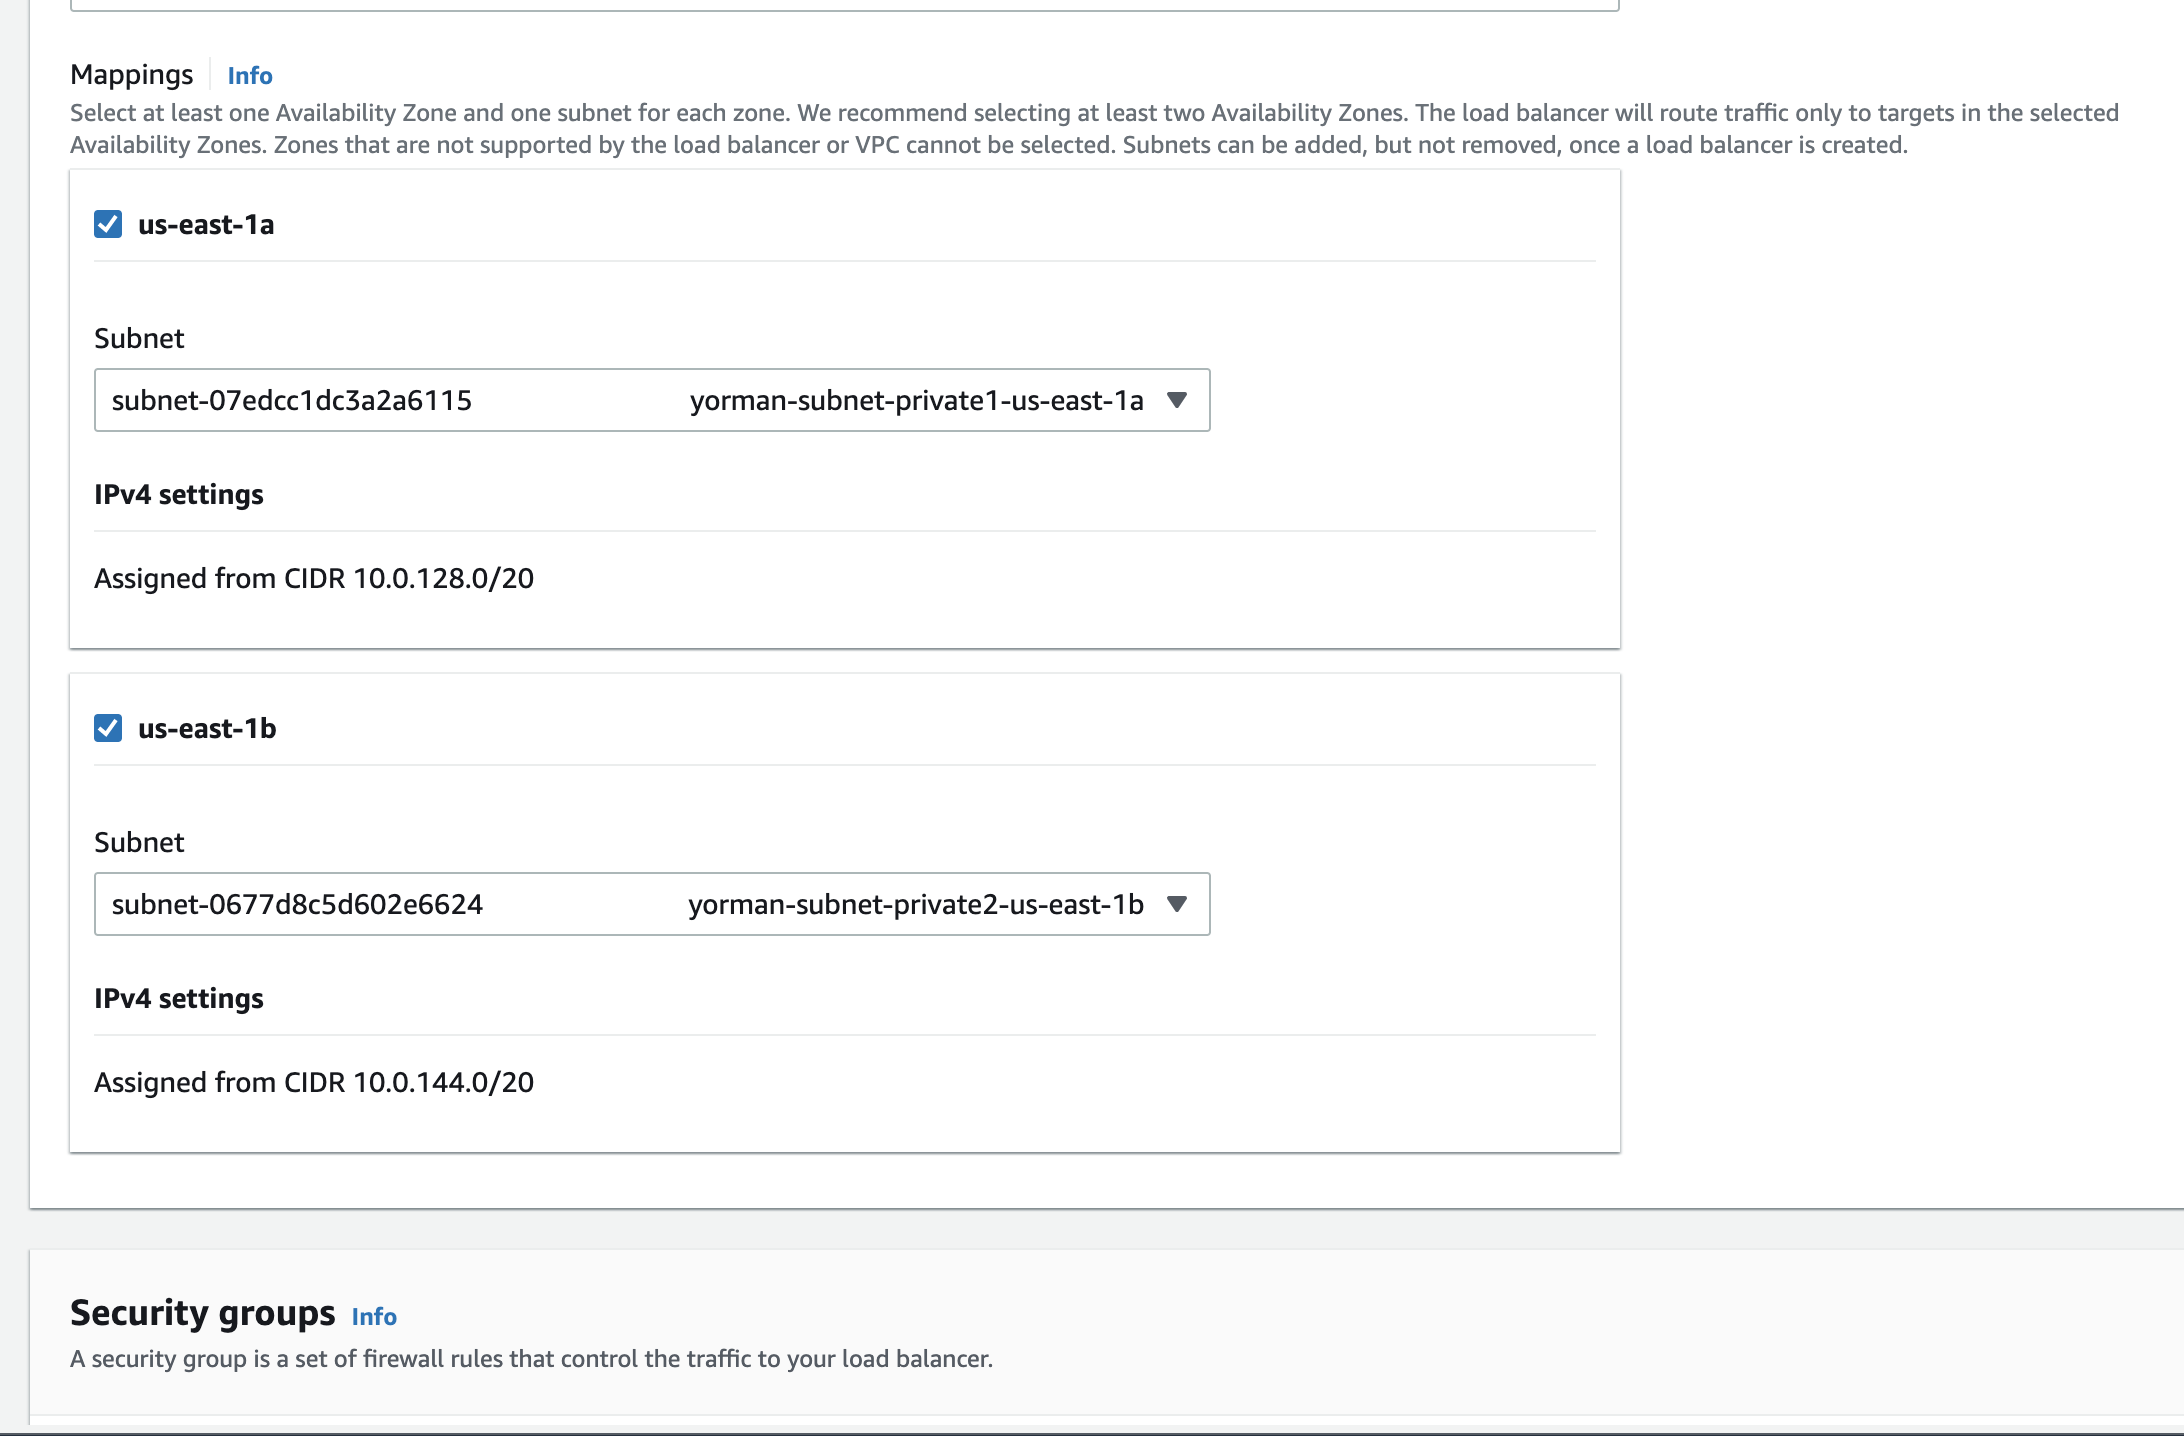 Mappings Info
Select at least one Availability Zone and one subnet for each zone. We recommend selecting at least two Availability Zones. The load balancer will route traffic only to targets in the selected
Availability Zones. Zones that are not supported by the load balancer or VPC cannot be selected. Subnets can be added, but not removed, once a load balancer is created.
us-east-1a
Subnet
subnet-07edcc1dc3a2a6115 yorman-subnet-private1-us-east-1a
IPv4 settings
Assigned from CIDR 10.0.128.0/20
us-east-1b
Subnet
subnet-0677d8c5d602e6624 yorman-subnet-private2-us-east-1b
IPv4 settings
Assigned from CIDR 10.0.144.0/20
Security groups Info
A security group is a set of firewall rules that control the traffic to your load balancer.